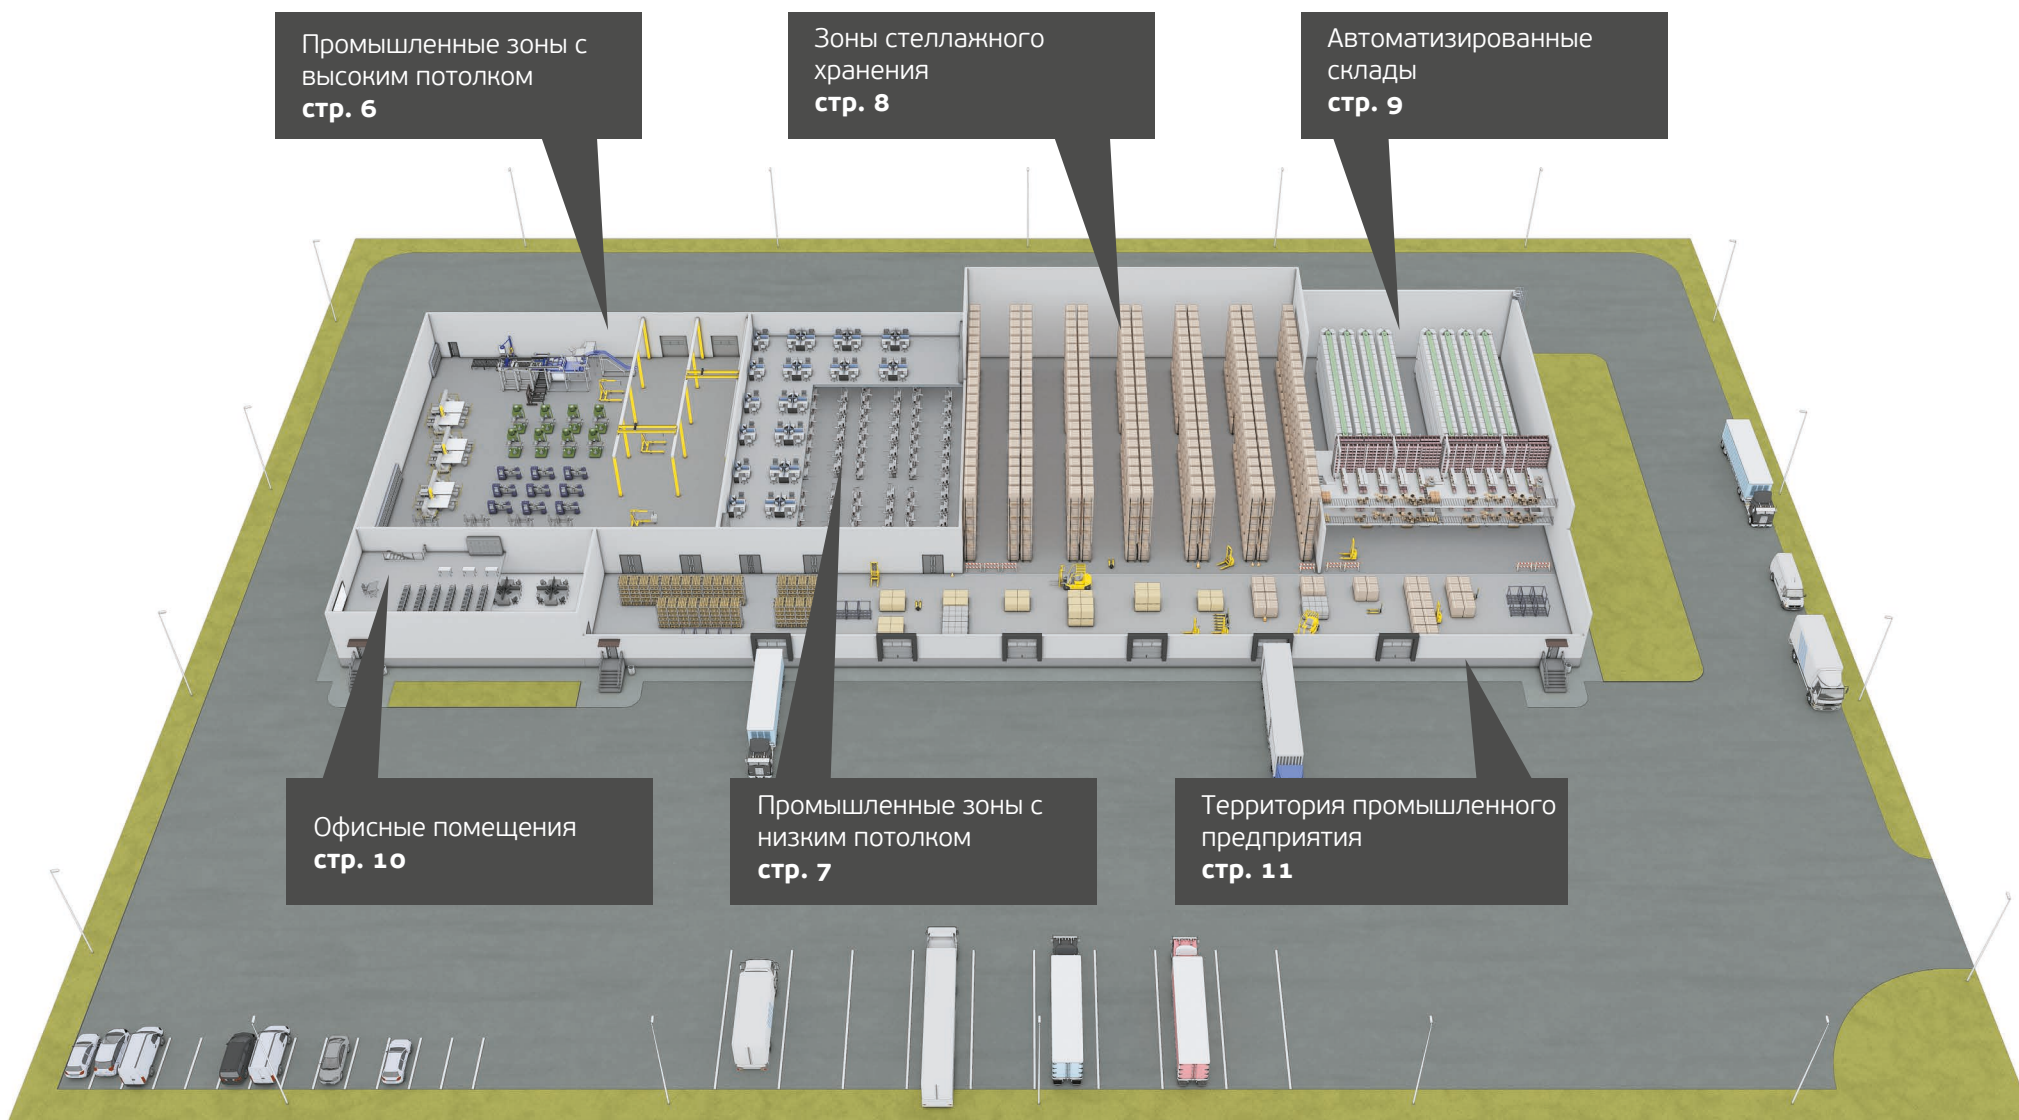 Промышленные зоны с
высоким потолком
стр. 6
Зоны стеллажного
хранения
стр. 8
Автоматизированные
склады
стр. 9
Офисные помещения
стр. 10
Промышленные зоны с
низким потолком
стр. 7
Территория промышленного
предприятия
стр. 11